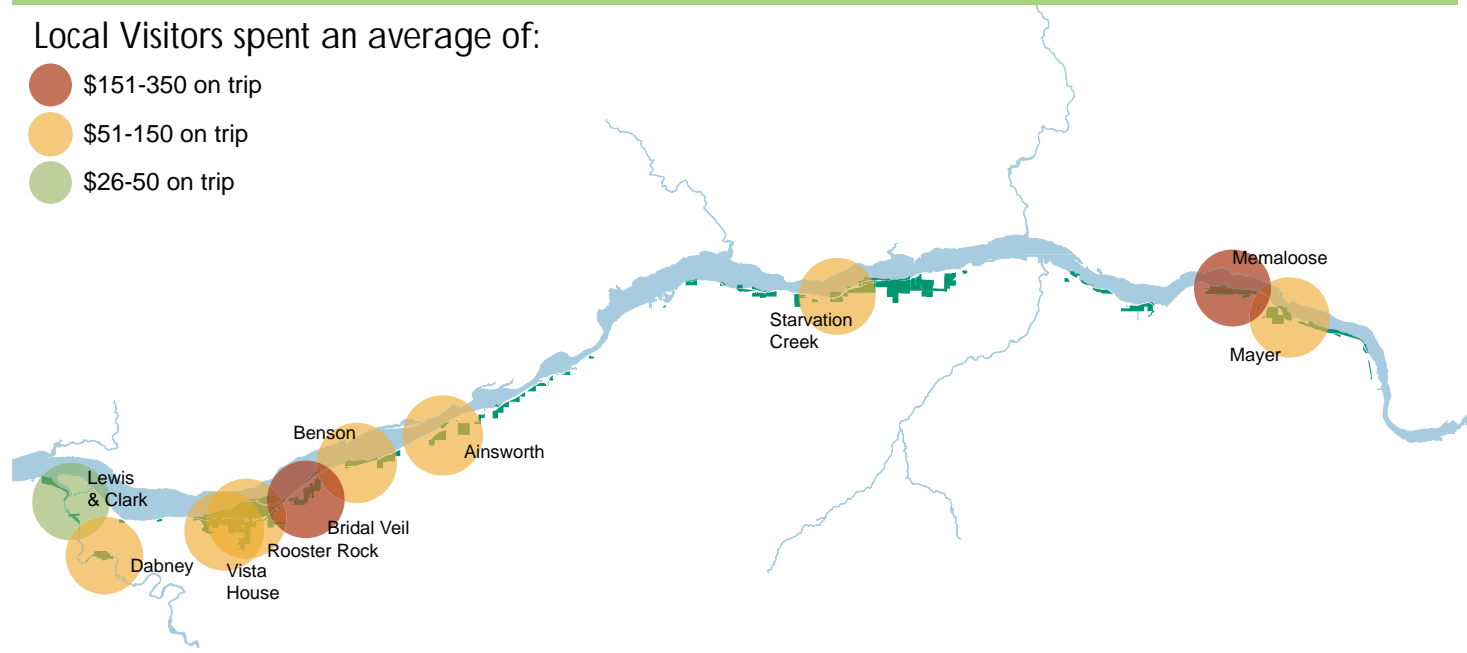 Local Visitors spent an average of:
$151-350 on trip
$51-150 on trip
$26-50 on trip
Memaloose
Starvation
Creek
Mayer
Benson
Ainsworth
Lewis
& Clark
Bridal Veil
Rooster Rock
Dabney
Vista
House